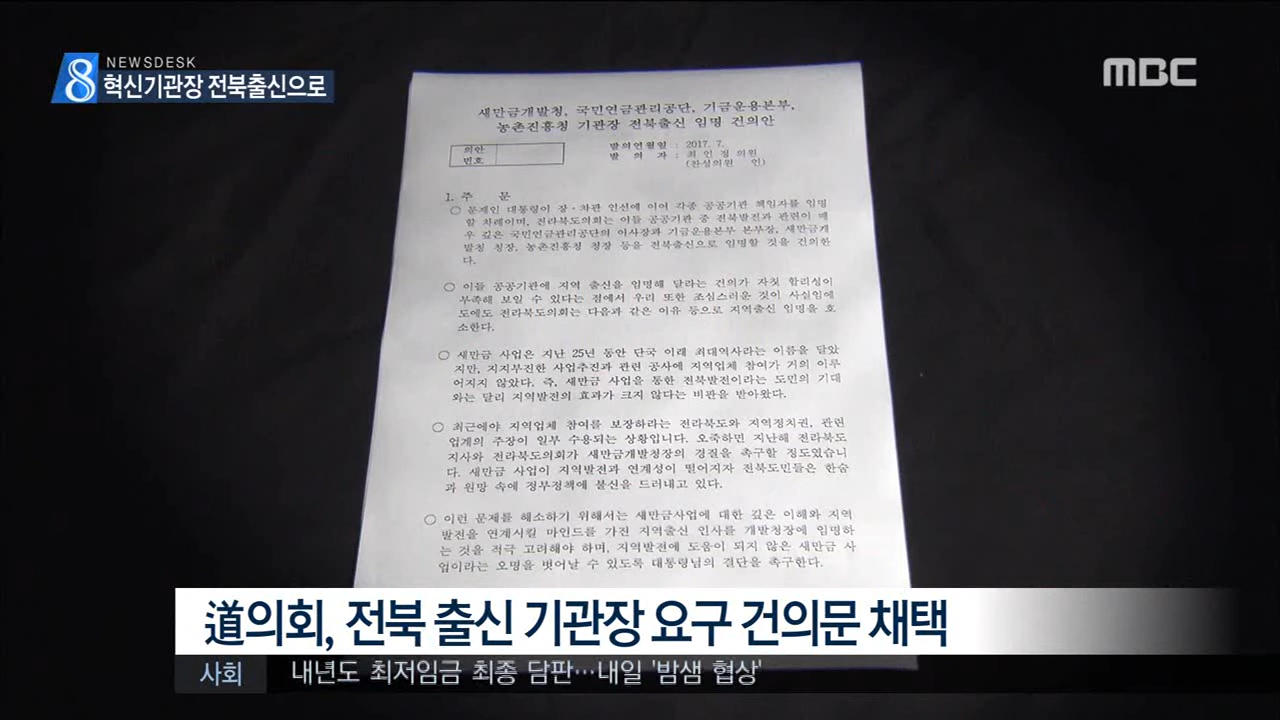 NEWSDESK
8 혁신기관장 전북출신으로
MBC
새만금개발청, 국민연금관리공단, 기금운용본부,
농촌진흥청 기관장 전북출신 임명 건의안
의안
번호
발의연월일 : 2017. 7.
발 의 자 : 최인정 의원
(찬성의원 인)
1. 주 문
○ 문재인 대통령이 장·차관 인선에 이어 각종 공공기관 책임자를 임명
할 차례이며, 전라북도의회는 이들 공공기관 중 전북발전과 관련이 매
우 깊은 국민연금관리공단의 이사장과 기금운용본부 본부장, 새만금개
발청 청장, 농촌진흥청 청장 등을 전북출신으로 임명할 것을 건의한
다.
○ 이들 공공기관에 지역 출신을 임명해 달라는 건의가 자칫 합리성이
부족해 보일 수 있다는 점에서 우리 또한 조심스러운 것이 사실임에
도에도 전라북도의회는 다음과 같은 이유 등으로 지역출신 임명을 호
소한다.
○ 새만금 사업은 지난 25년 동안 단국 이래 최대역사라는 이름을 달았
지만, 지지부진한 사업추진과 관련 공사에 지역업체 참여가 거의 이루
어지지 않았다. 즉, 새만금 사업을 통한 전북발전이라는 도민의 기대
와는 달리 지역발전의 효과가 크지 않다는 비판을 받아왔다.
○ 최근에야 지역업체 참여를 보장하라는 전라북도와 지역정치권, 관련
업계의 주장이 일부 수용되는 상황입니다. 오죽하면 지난해 전라북도
지사와 전라북도의회가 새만금개발청장의 경질을 촉구할 정도였습니
다. 새만금 사업이 지역발전과 연계성이 떨어지자 전북도민들은 한숨
과 원망 속에 정부정책에 불신을 드러내고 있다.
○ 이런 문제를 해소하기 위해서는 새만금사업에 대한 깊은 이해와 지역
발전을 연계시킬 마인드를 가진 지역출신 인사를 개발청장에 임명하
는 것을 적극 고려해야 하며, 지역발전에 도움이 되지 않은 새만금 사
업이라는 오명을 벗어날 수 있도록 대통령님의 결단을 촉구한다.
道의회, 전북 출신 기관장 요구 건의문 채택
사회 내년도 최저임금 최종 담판…내일 '밤샘 협상'